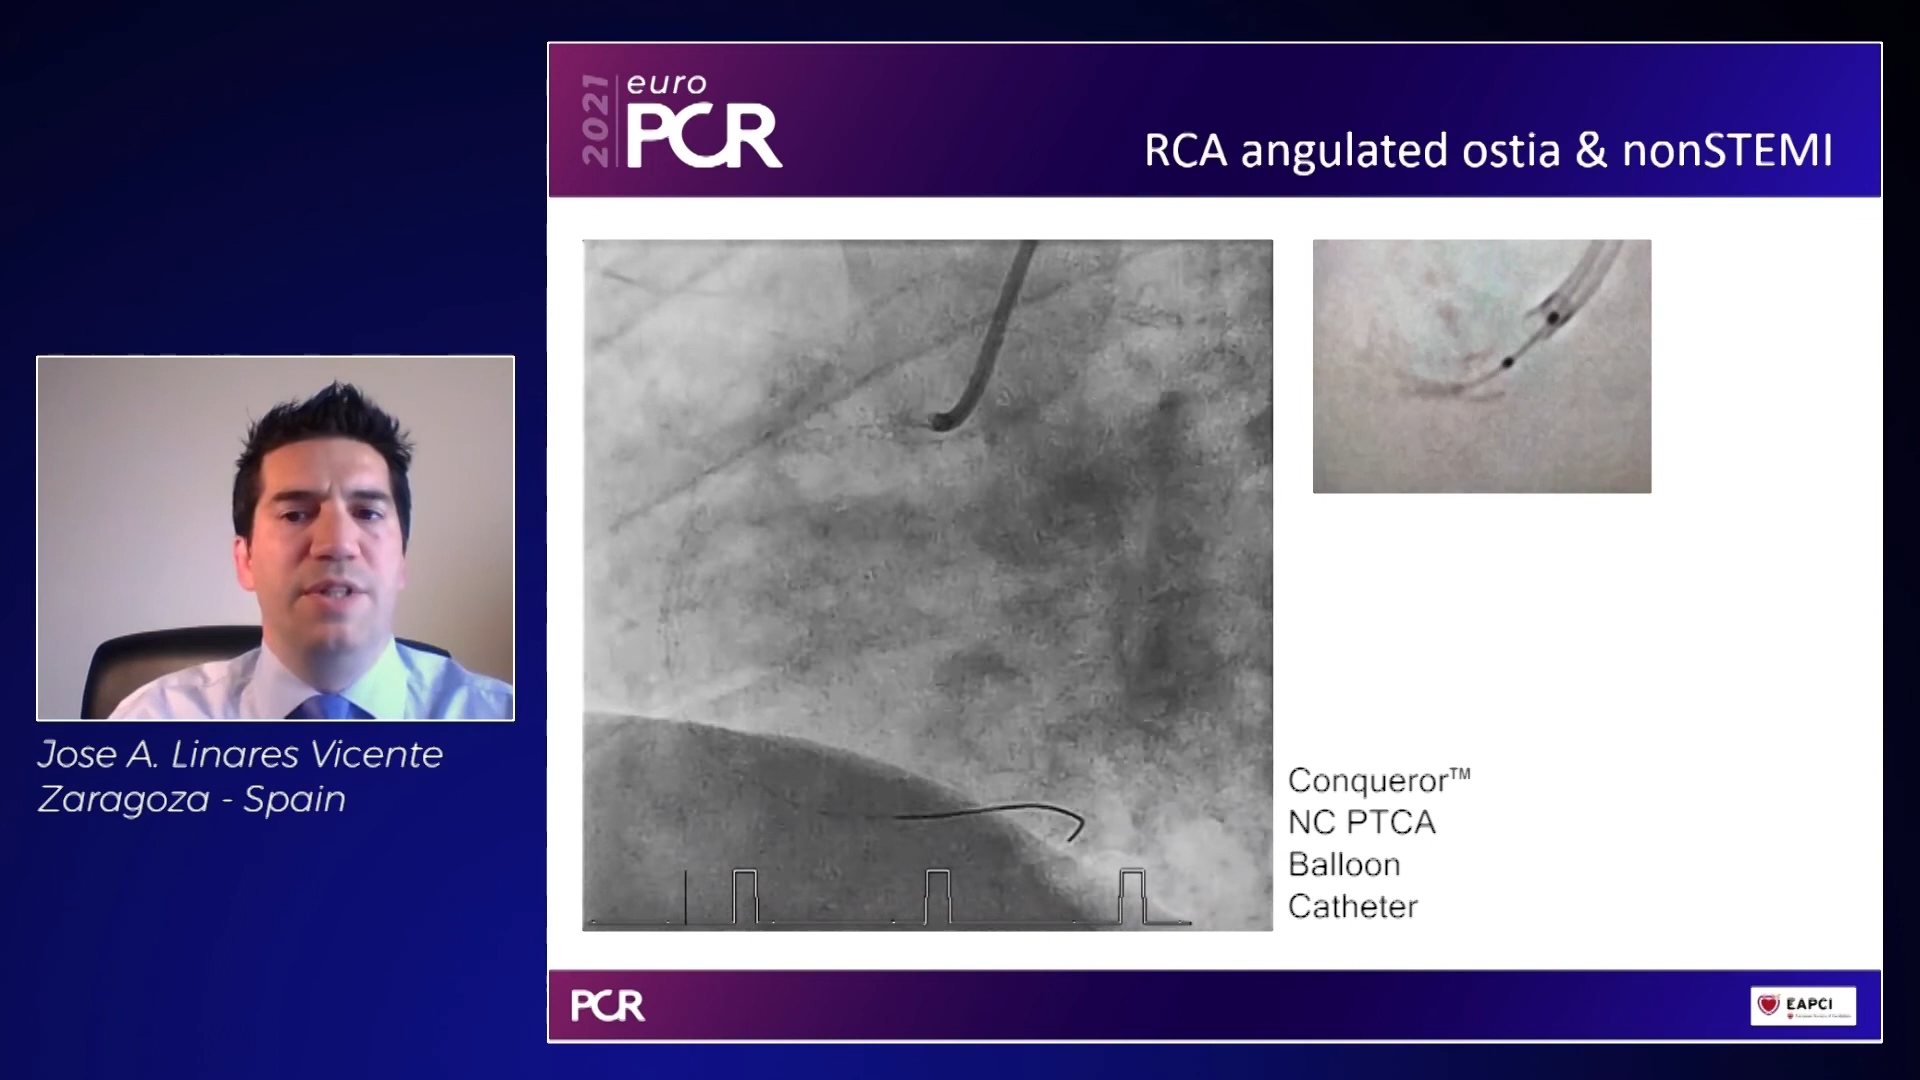 2021
euro
PCR
RCA angulated ostia & nonSTEMI
Jose A. Linares Vicente
Zaragoza - Spain
Conqueror™
NC PTCA
Balloon
Catheter
PCR
EAPCI